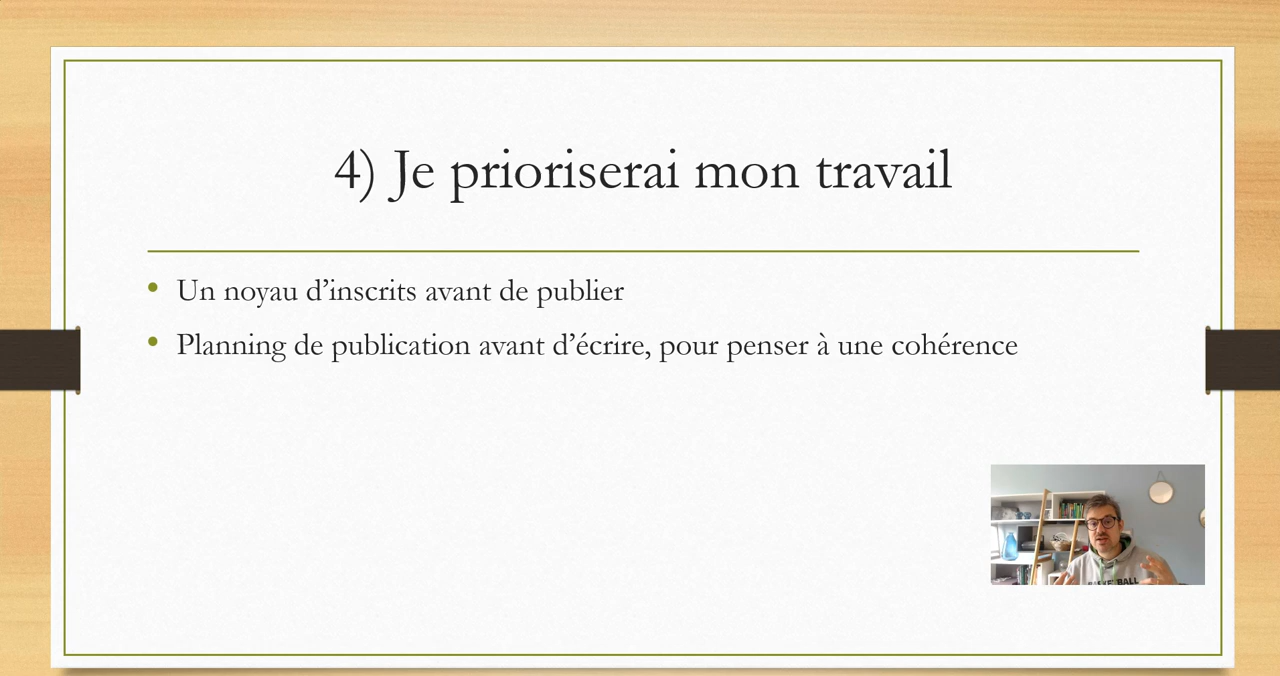 4) Je prioriserai mon travail
Un noyau d’inscrits avant de publier
Planning de publication avant d’écrire, pour penser à une cohérence